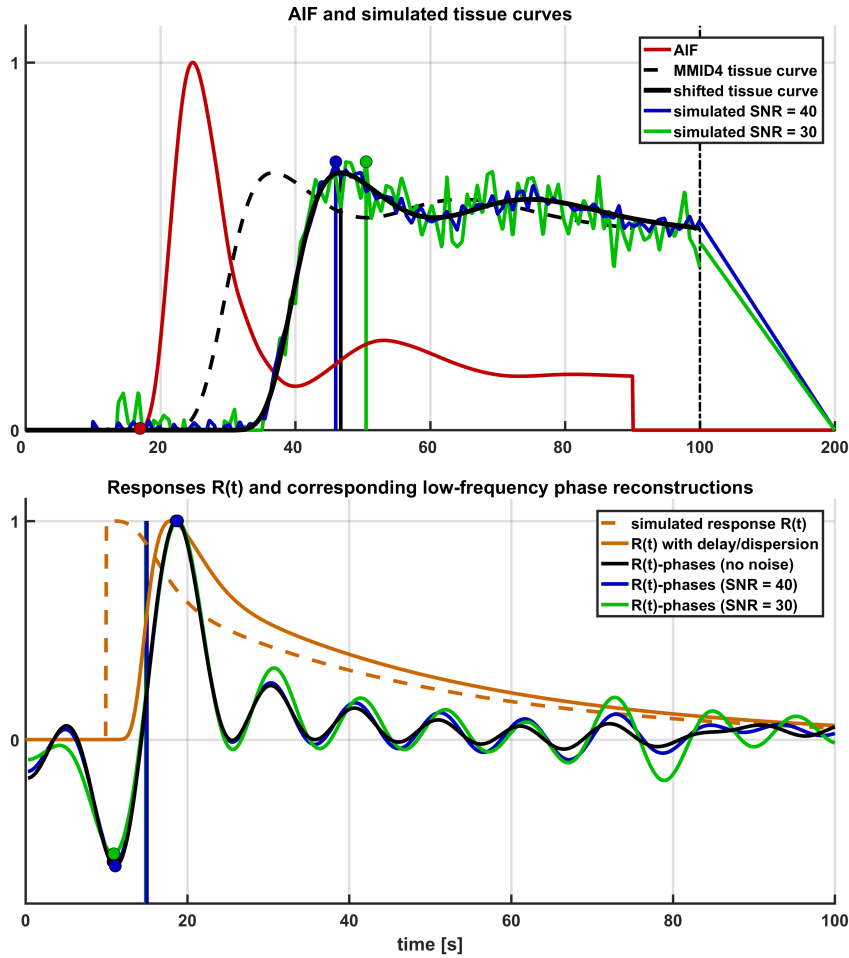 AIF and simulated tissue curves
1
AIF
MMID4 tissue curve
shifted tissue curve
simulated SNR = 40
simulated SNR = 30
0
0 20 40 60 80 100 200
Responses R(t) and corresponding low-frequency phase reconstructions
1
simulated response R(t)
R(t) with delay/dispersion
R(t)-phases (no noise)
R(t)-phases (SNR = 40)
R(t)-phases (SNR = 30)
0
0 20 40 60 80 100
time [s]